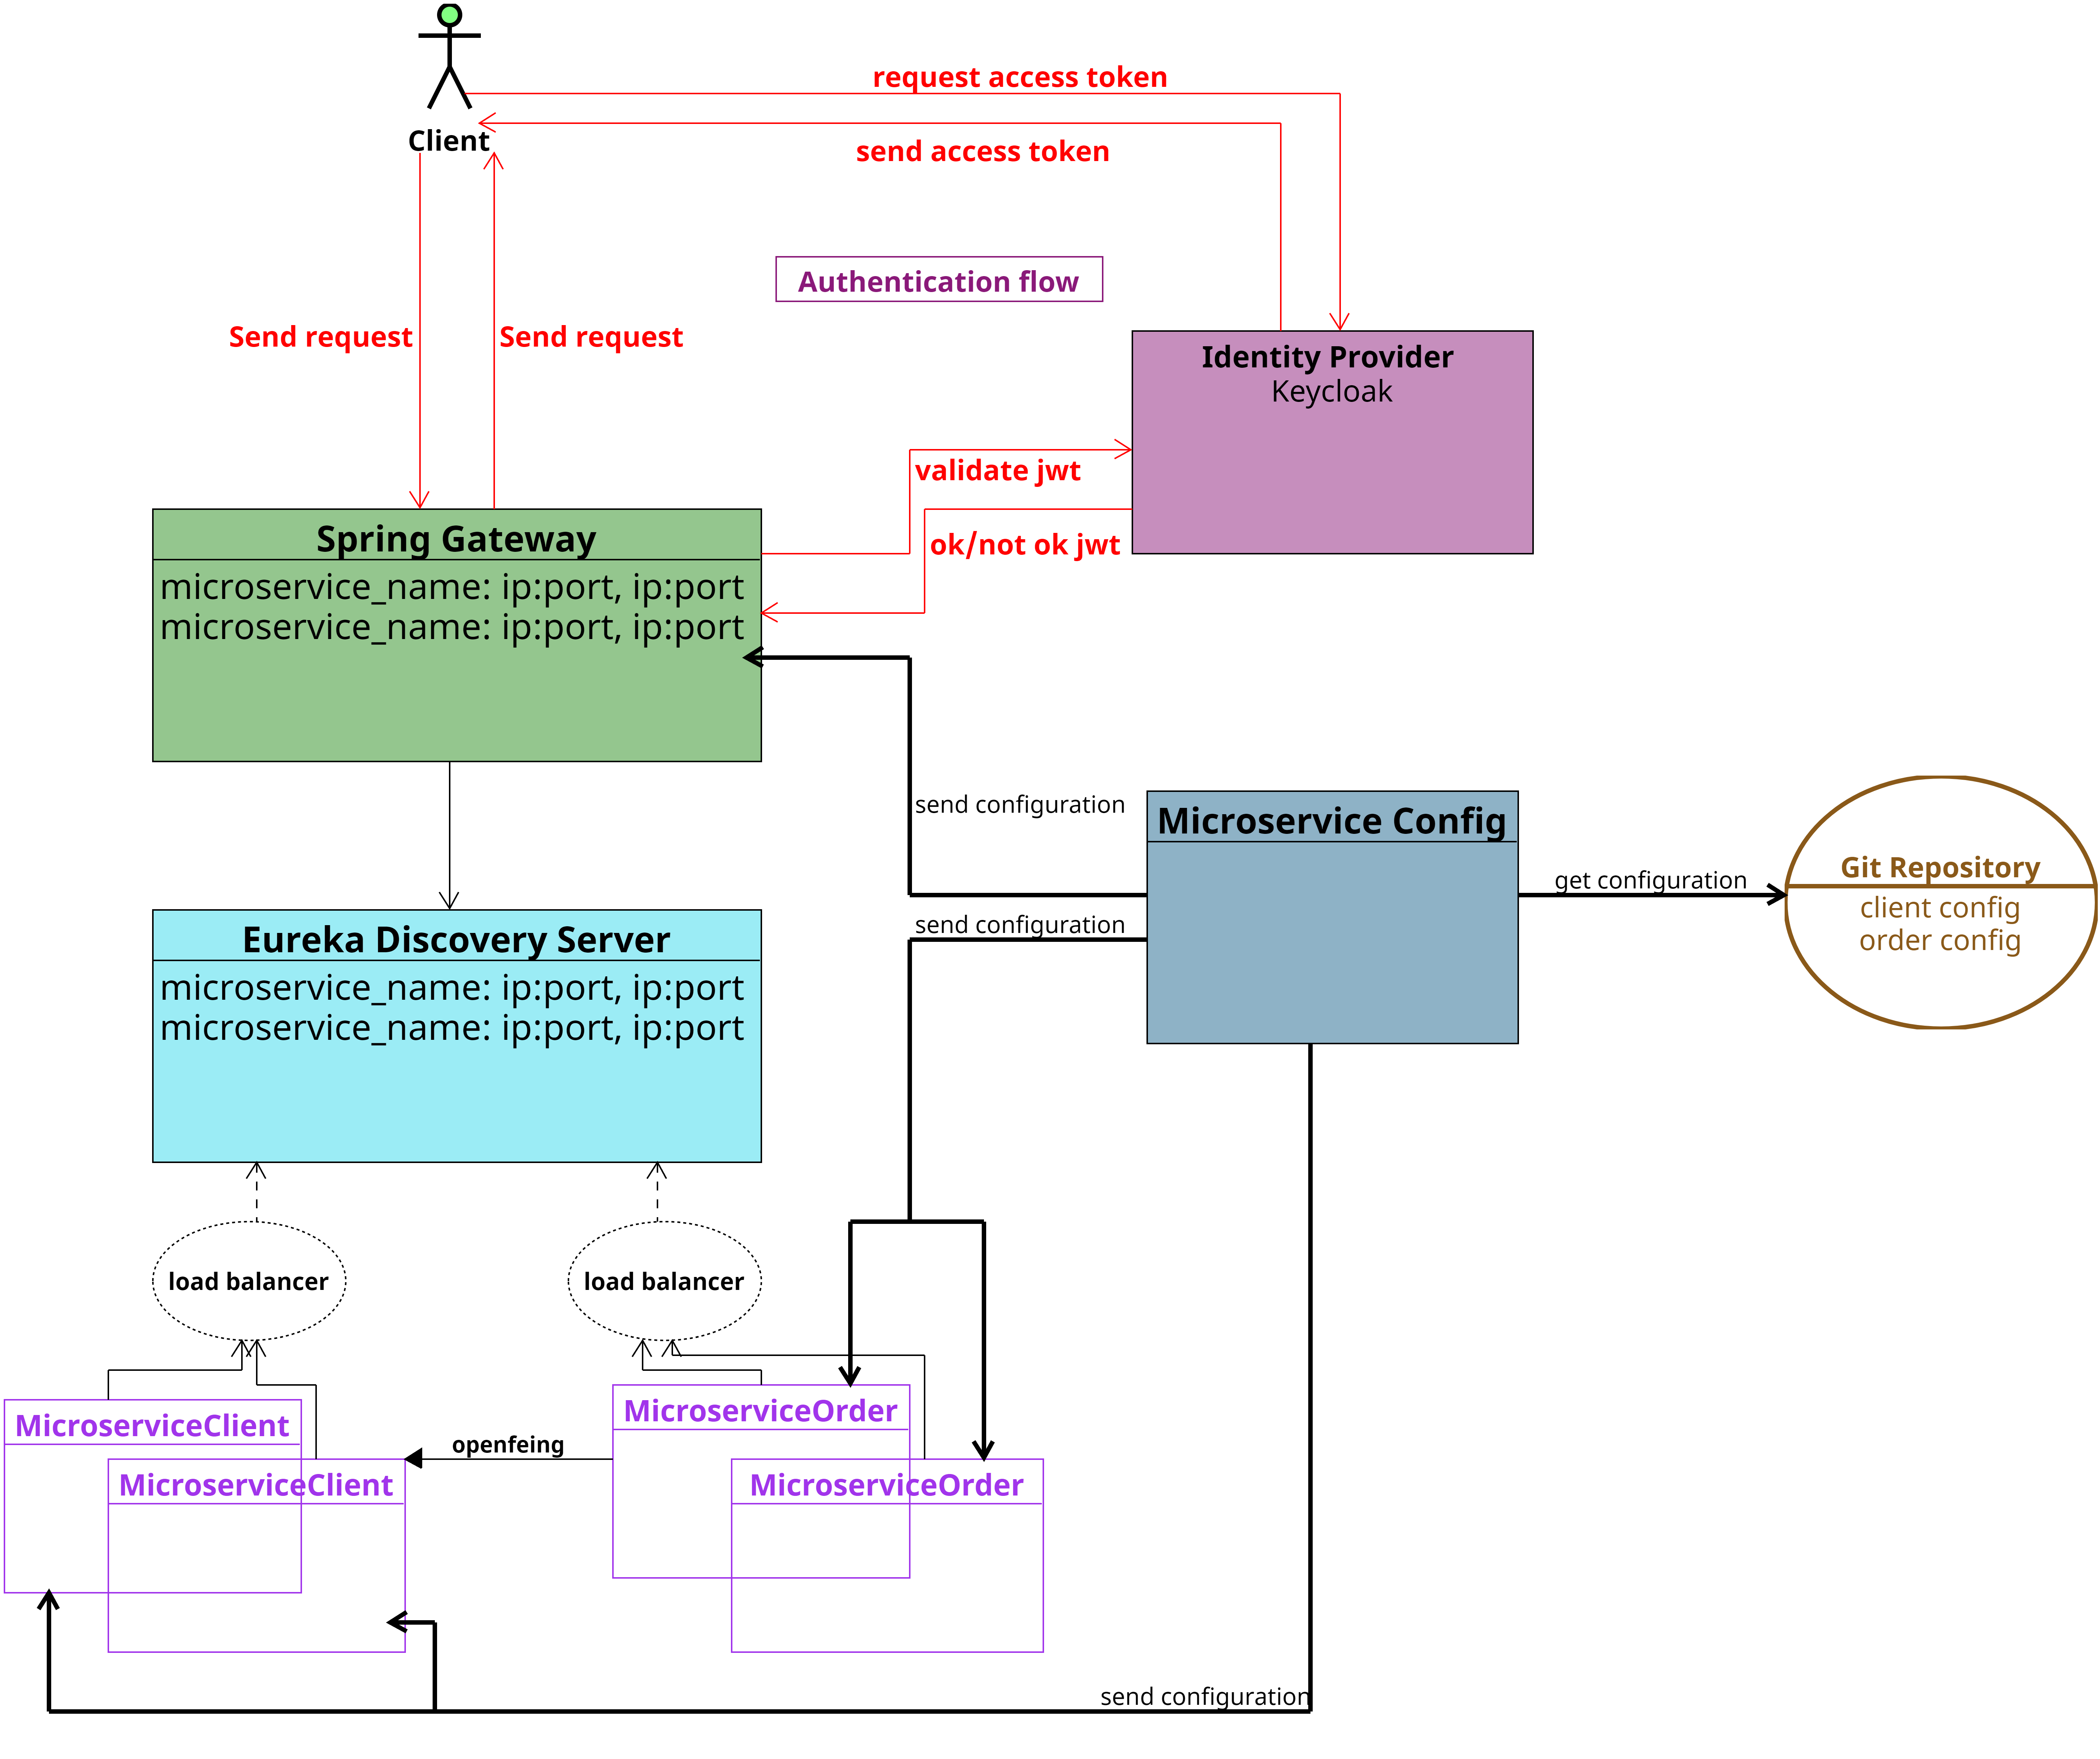 request access token
Client
send access token
Authentication flow
Send request
Send request
Identity Provider
Keycloak
validate jwt
ok/not ok jwt
Spring Gateway
microservice_name: ip:port, ip:port
microservice_name: ip:port, ip:port
send configuration
Microservice Config
get configuration
Git Repository
client config
order config
send configuration
Eureka Discovery Server
microservice_name: ip:port, ip:port
microservice_name: ip:port, ip:port
load balancer
load balancer
MicroserviceClient
MicroserviceOrder
openfeing
MicroserviceClient
MicroserviceOrder
send configuration